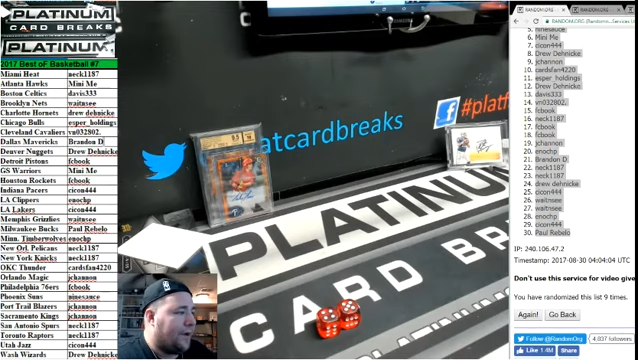 PLATINUM
CARD BREAKS
PLATINUM
2017 Best oF Basketball #7
Miami Heat neck1187
Atlanta Hawks Mini Me
Boston Celtics davis333
Brooklyn Nets waitnsee
Charlotte Hornets drew dehnicke
Chicago Bulls esper_holdings
Cleveland Cavaliers vn032802.
Dallas Mavericks Brandon D
Denver Nuggets Drew Dehnicke
Detroit Pistons fcbook
GS Warriors Mini Me
Houston Rockets fcbook
Indiana Pacers cicon444
LA Clippers enochp
LA Lakers cicon444
Memphis Grizzlies waitnsee
Milwaukee Bucks Paul Rebelo
Minn. Timberwolves enochp
New Orl. Pelicans neck1187
New York Knicks neck1187
OKC Thunder cardsfan4220
Orlando Magic jchannon
Philadelphia 76ers fcbook
Phoenix Suns ninesauce
Port Trail Blazers jchannon
Sacramento Kings jchannon
San Antonio Spurs neck1187
Toronto Raptors neck1187
Utah Jazz cicon444
Wash Wizards Drew Dehnicke
atcardbreaks
#platf
PLATINUM
CARD BR
RANDOM.ORG
5. ninesauce
6. Mini Me
7. cicon444
8. Drew Dehnicke
9. jchannon
10. cardsfan4220
11. esper_holdings
12. Drew Dehnicke
13. davis333
14. vn032802.
15. fcbook
16. neck1187
17. fcbook
18. fcbook
19. jchannon
20. enochp
21. Brandon D
22. neck1187
23. neck1187
24. drew dehnicke
25. cicon444
26. waitnsee
27. waitnsee
28. enochp
29. cicon444
30. Paul Rebelo
IP: 240.106.47.2
Timestamp: 2017-08-30 04:04:04 UTC
Don't use this service for video give
You have randomized this list 9 times.
Again! Go Back
Follow @RandomOrg 4,037 followers
Like 1.4M Share